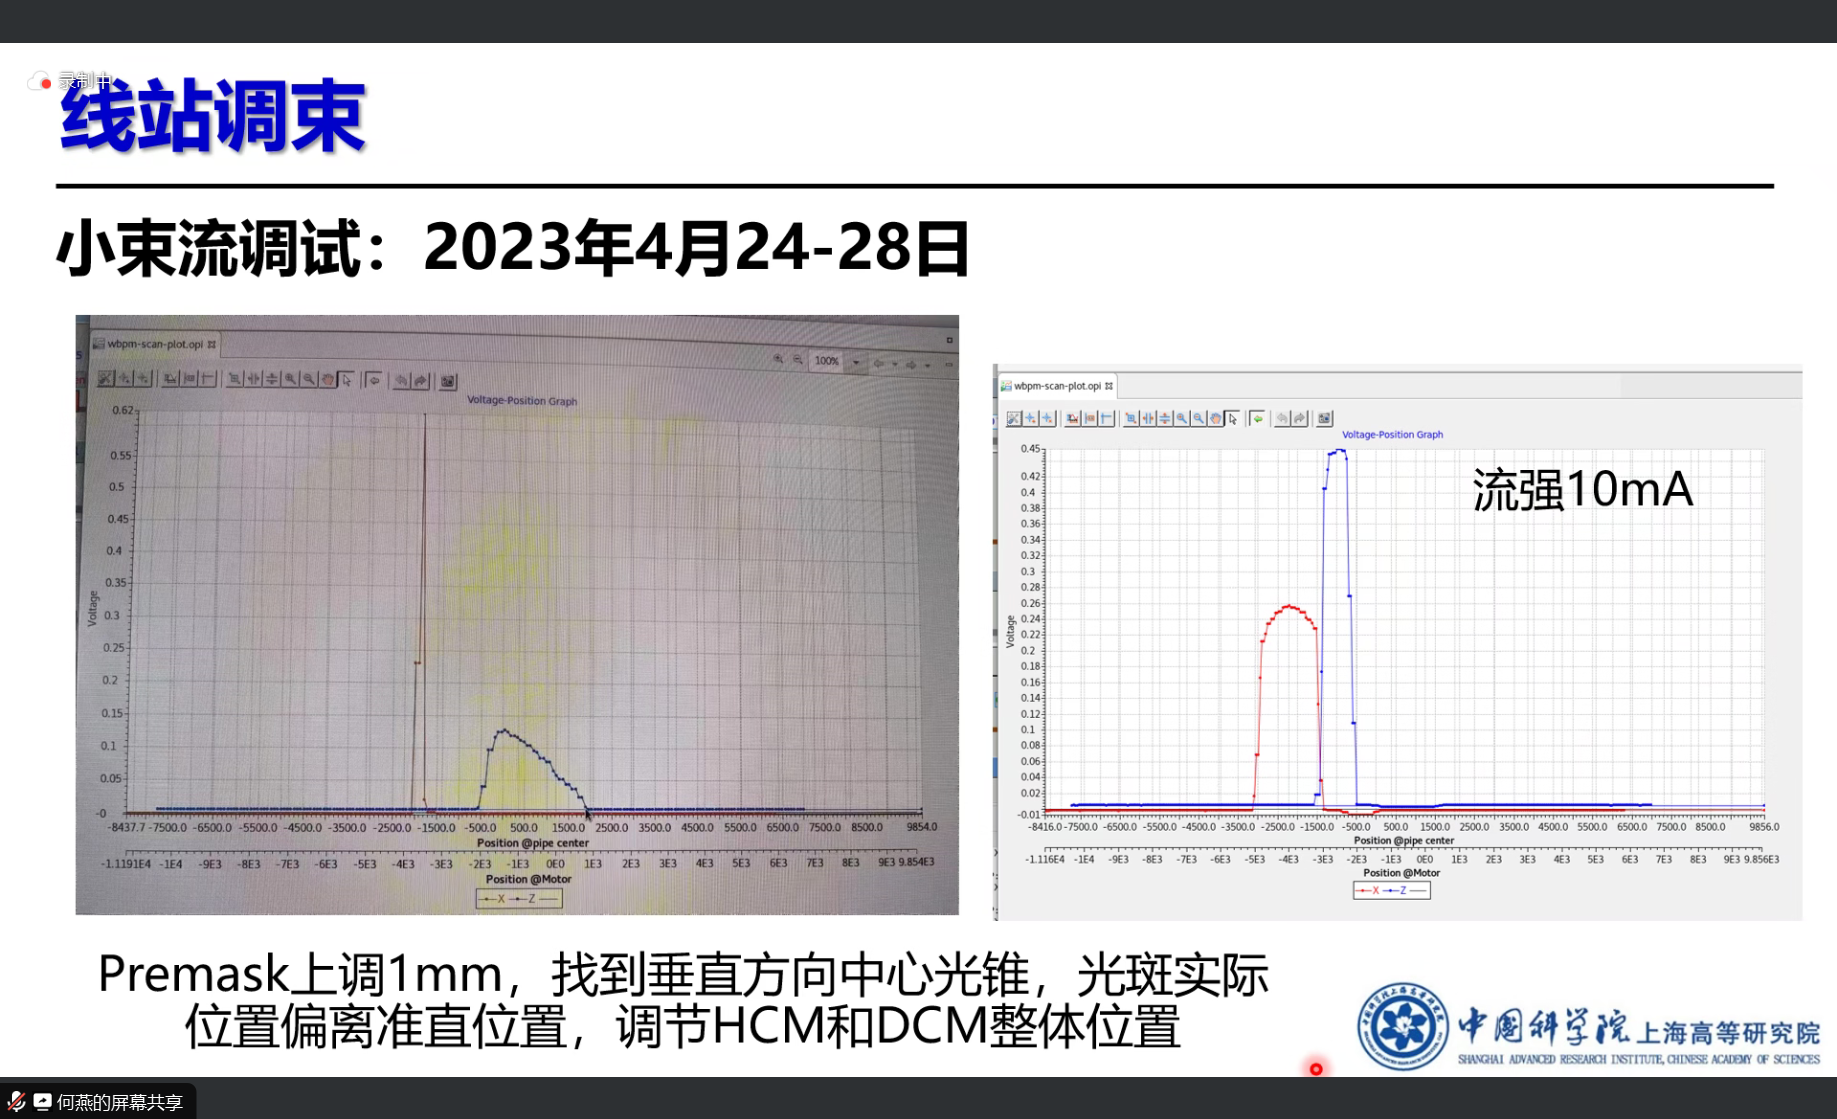 录制中
线站调束
小束流调试：2023年4月24-28日
wbpm-scan-plot.opi
100%
Voltage-Position Graph
0.62
0.55
0.5
0.45
0.4
0.35
0.3
0.25
0.2
0.15
0.1
0.05
-0
Voltage
-8437.7 -7500.0 -6500.0 -5500.0 -4500.0 -3500.0 -2500.0 -1500.0 -500.0 500.0 1500.0 2500.0 3500.0 4500.0 5500.0 6500.0 7500.0 8500.0 9854.0
Position @pipe center
-1.1191E4 -1E4 -9E3 -8E3 -7E3 -6E3 -5E3 -4E3 -3E3 -2E3 -1E3 0E0 1E3 2E3 3E3 4E3 5E3 6E3 7E3 8E3 9E3 9.854E3
Position @Motor
X Z
wbpm-scan-plot.opi
Voltage-Position Graph
流强10mA
0.45
0.42
0.4
0.38
0.36
0.34
0.32
0.3
0.28
0.26
0.24
0.22
0.2
0.18
0.16
0.14
0.12
0.1
0.08
0.06
0.04
0.02
-0.01
Voltage
-8416.0 -7500.0 -6500.0 -5500.0 -4500.0 -3500.0 -2500.0 -1500.0 -500.0 500.0 1500.0 2500.0 3500.0 4500.0 5500.0 6500.0 7500.0 8500.0 9856.0
Position @pipe center
-1.116E4 -1E4 -9E3 -8E3 -7E3 -6E3 -5E3 -4E3 -3E3 -2E3 -1E3 0E0 1E3 2E3 3E3 4E3 5E3 6E3 7E3 8E3 9E3 9.856E3
Position @Motor
X Z
Premask上调1mm，找到垂直方向中心光锥，光斑实际
位置偏离准直位置，调节HCM和DCM整体位置
中国科学院上海高等研究院
SHANGHAI ADVANCED RESEARCH INSTITUTE, CHINESE ACADEMY OF SCIENCES
何燕的屏幕共享